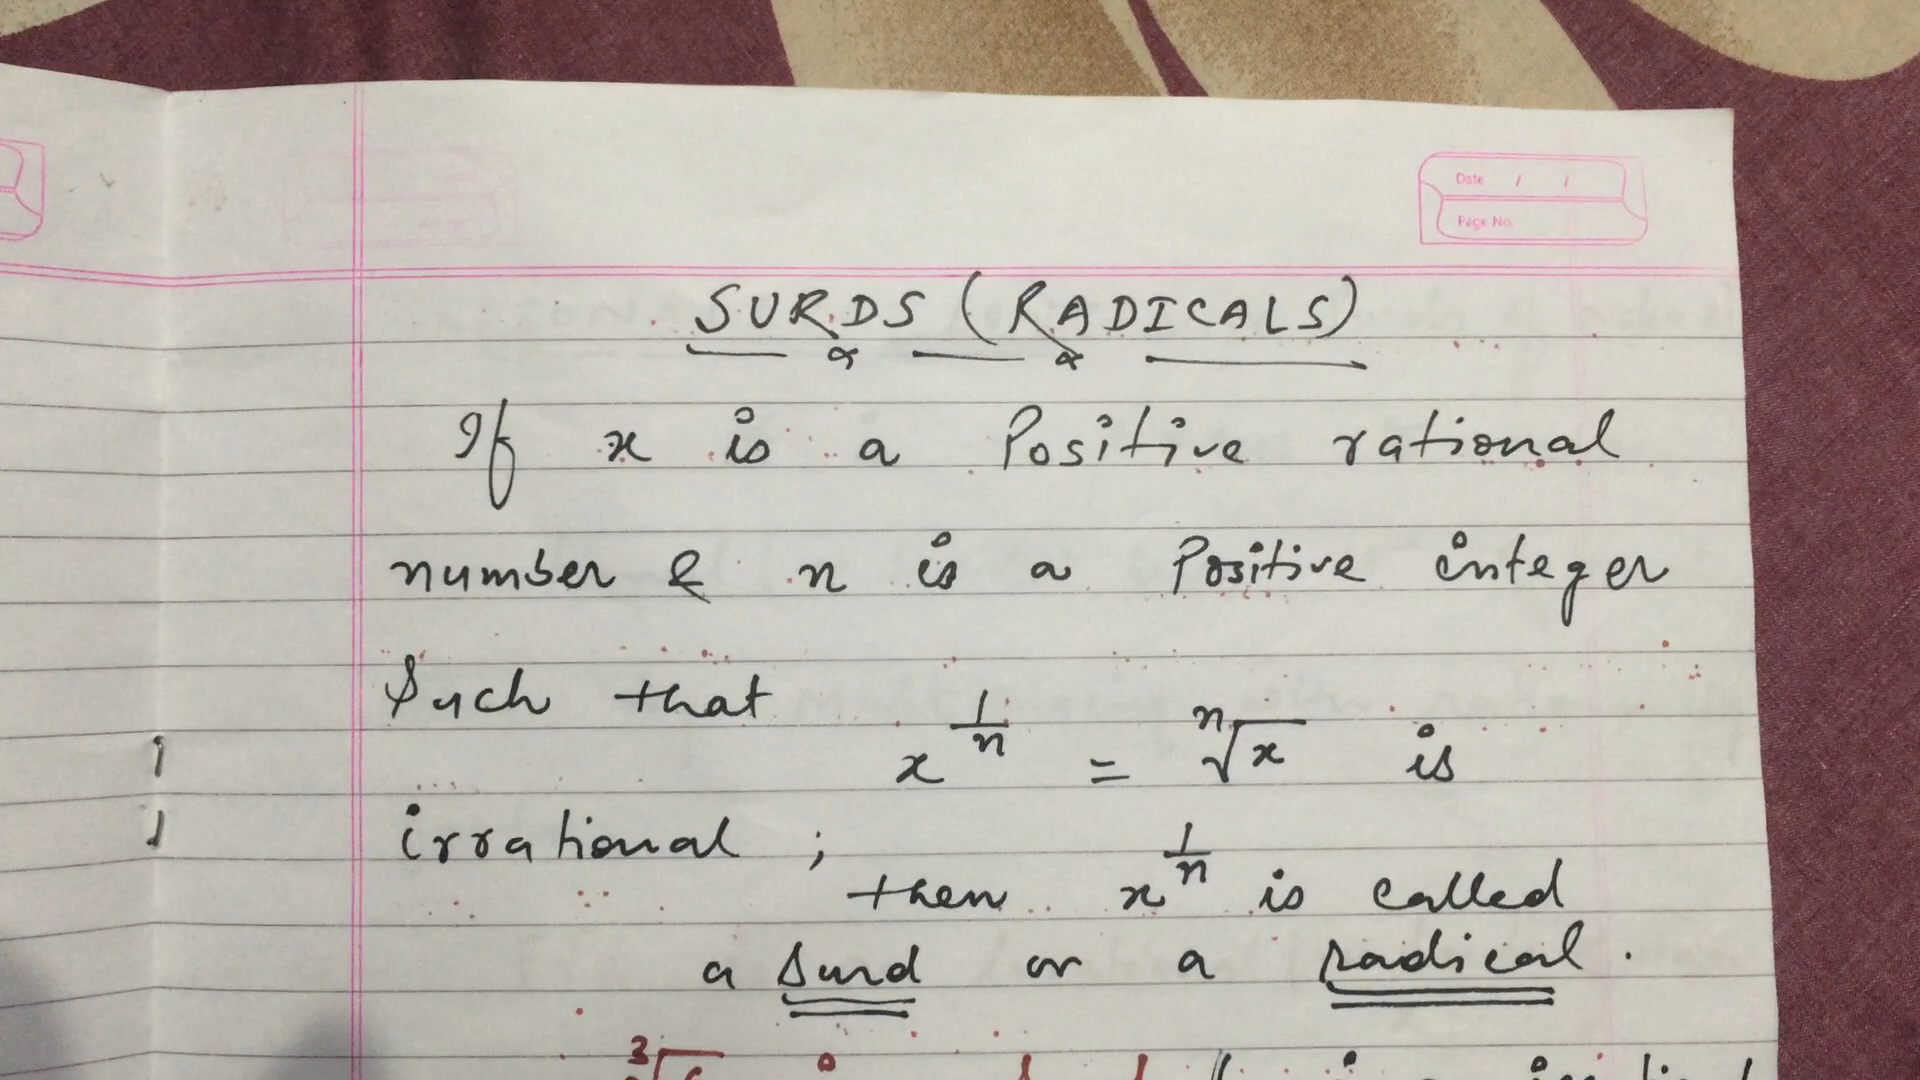 Date / /
Page No.
SURDS (RADICALS)
If x is a Positive rational
number & n is a Positive integer
Such that x^{1/n} = ⁿ√x is
irrational ;
then x^{1/n} is called
a Surd or a radical .